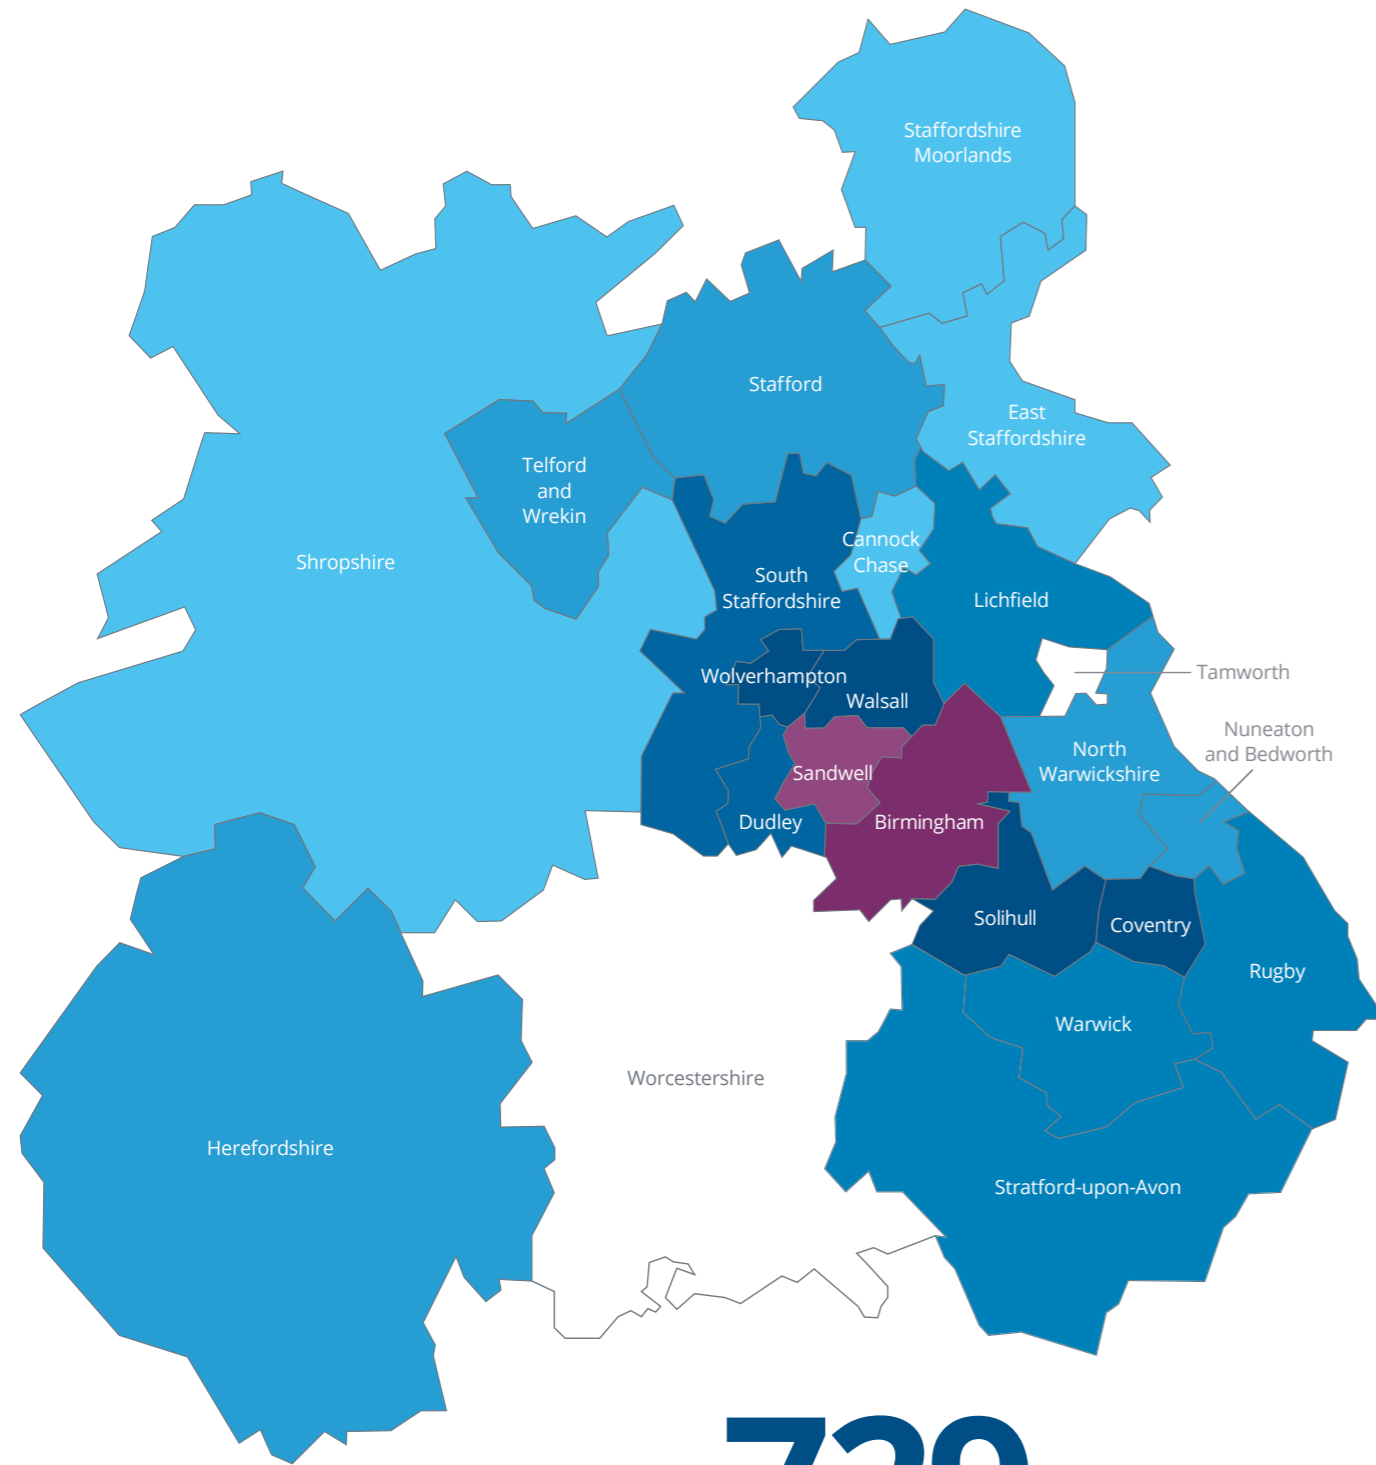 Staffordshire
Moorlands
Stafford
East
Staffordshire
Telford
and
Wrekin
Cannock
Chase
Shropshire
South
Staffordshire
Lichfield
Wolverhampton
Walsall
Tamworth
Nuneaton
and Bedworth
North
Warwickshire
Sandwell
Dudley
Birmingham
Solihull
Coventry
Rugby
Warwick
Worcestershire
Herefordshire
Stratford-upon-Avon